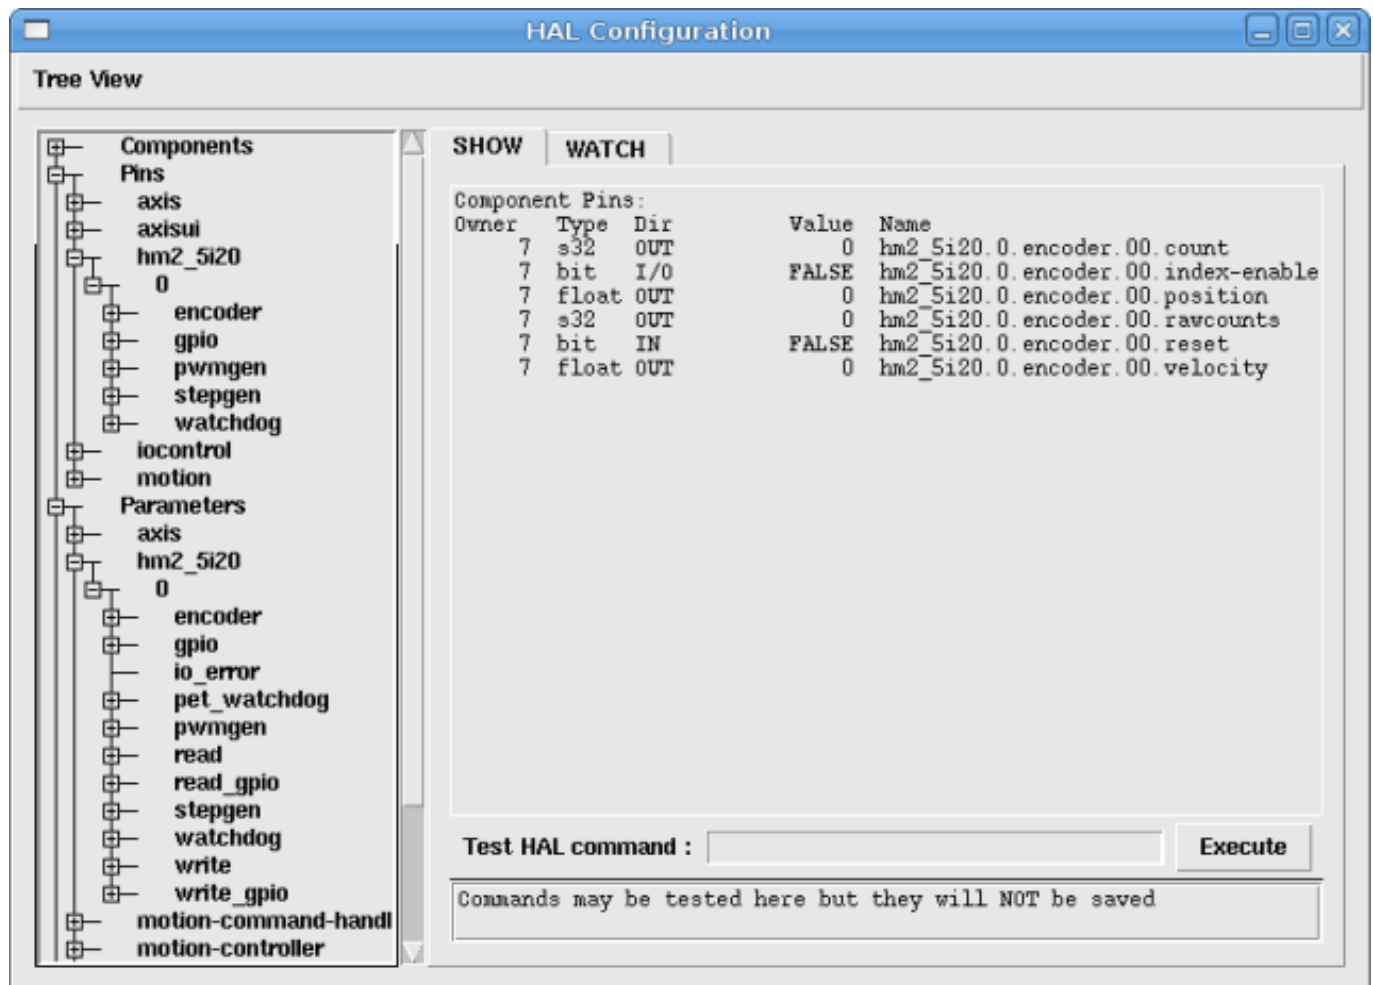 HAL Configuration
Tree View
Components
Pins
axis
axisui
hm2_5i20
0
encoder
gpio
pwmgen
stepgen
watchdog
iocontrol
motion
Parameters
axis
hm2_5i20
0
encoder
gpio
io_error
pet_watchdog
pwmgen
read
read_gpio
stepgen
watchdog
write
write_gpio
motion-command-handl
motion-controller
SHOW WATCH
Component Pins:
Owner Type Dir Value Name
7 s32 OUT 0 hm2_5i20.0.encoder.00.count
7 bit I/O FALSE hm2_5i20.0.encoder.00.index-enable
7 float OUT 0 hm2_5i20.0.encoder.00.position
7 s32 OUT 0 hm2_5i20.0.encoder.00.rawcounts
7 bit IN FALSE hm2_5i20.0.encoder.00.reset
7 float OUT 0 hm2_5i20.0.encoder.00.velocity
Test HAL command : Execute
Commands may be tested here but they will NOT be saved